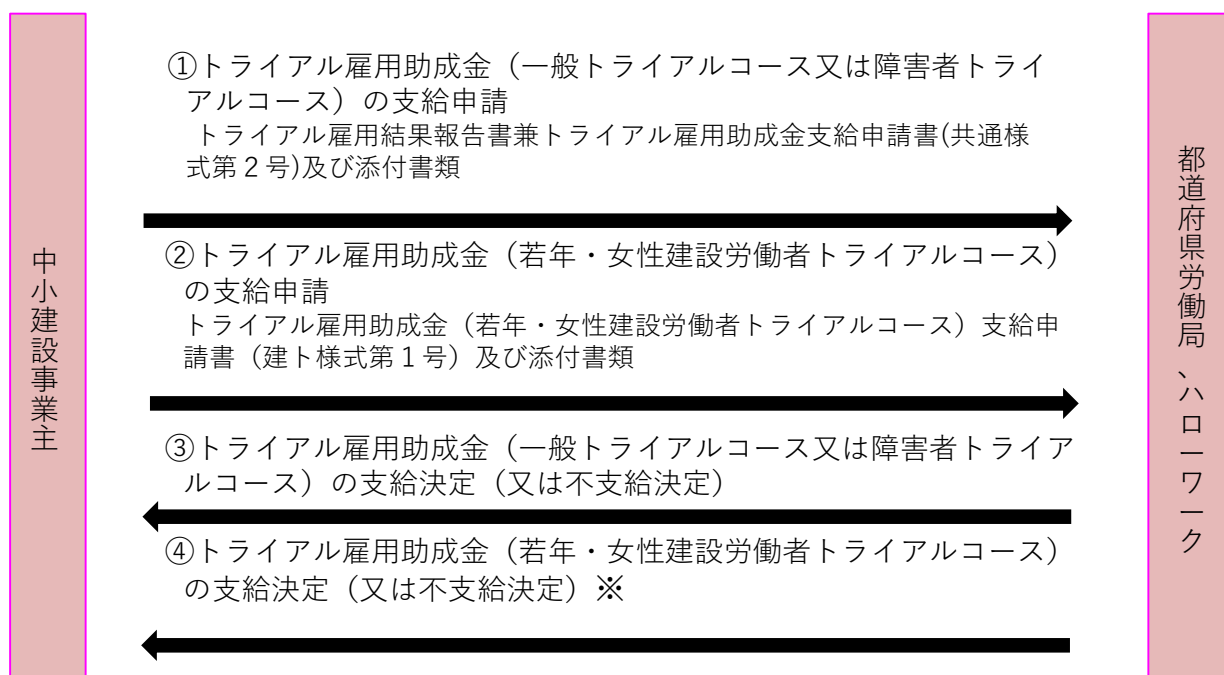 中小建設事業主
①トライアル雇用助成金（一般トライアルコース又は障害者トライ
アルコース）の支給申請
トライアル雇用結果報告書兼トライアル雇用助成金支給申請書(共通様
式第２号)及び添付書類
②トライアル雇用助成金（若年・女性建設労働者トライアルコース）
の支給申請
トライアル雇用助成金（若年・女性建設労働者トライアルコース）支給申
請書（建ト様式第１号）及び添付書類
③トライアル雇用助成金（一般トライアルコース又は障害者トライア
ルコース）の支給決定（又は不支給決定）
④トライアル雇用助成金（若年・女性建設労働者トライアルコース）
の支給決定（又は不支給決定）※
都道府県労働局、ハローワーク